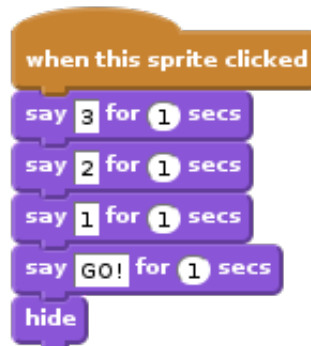 when this sprite clicked
say 3 for 1 secs
say 2 for 1 secs
say 1 for 1 secs
say GO! for 1 secs
hide